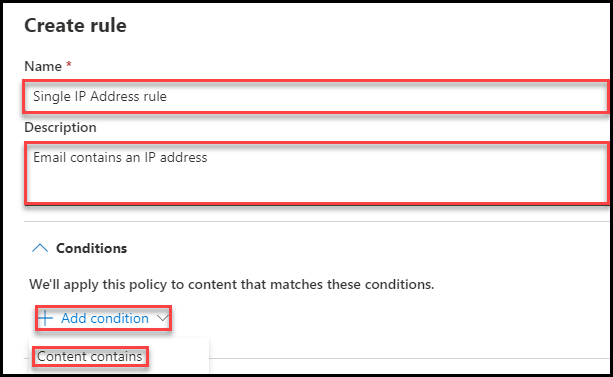 Create rule
Name *
Single IP Address rule
Description
Email contains an IP address
Conditions
We'll apply this policy to content that matches these conditions.
Add condition
Content contains